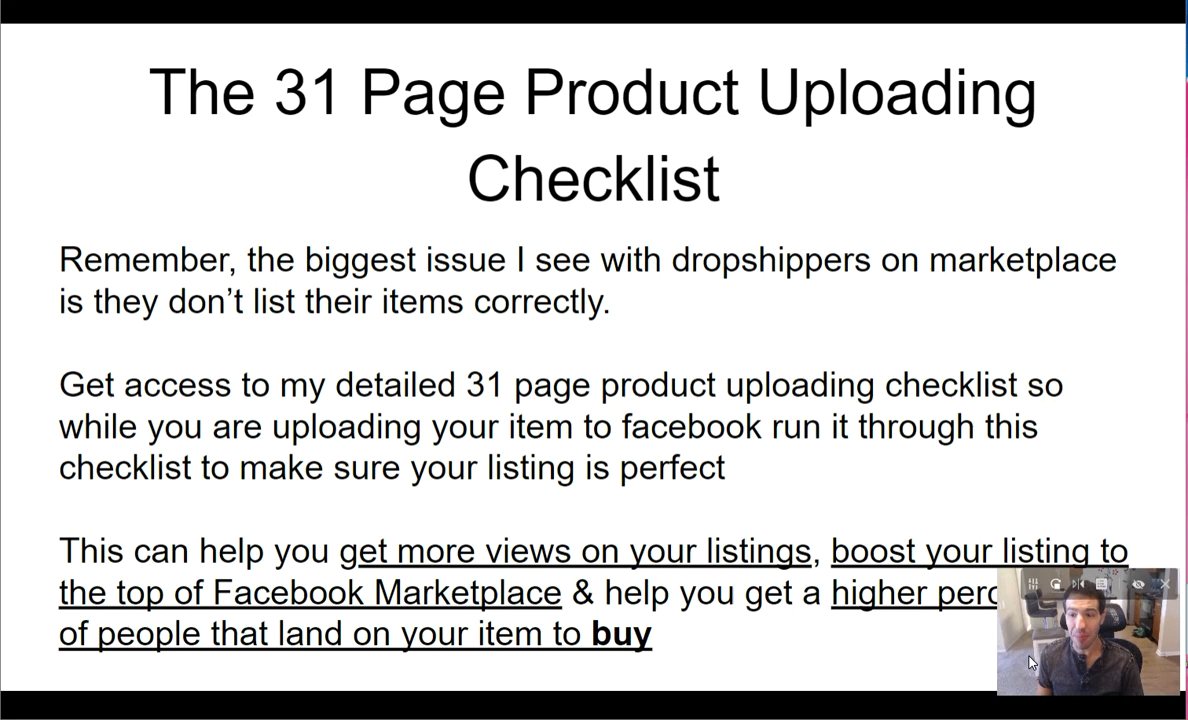 The 31 Page Product Uploading
Checklist
Remember, the biggest issue I see with dropshippers on marketplace
is they don’t list their items correctly.
Get access to my detailed 31 page product uploading checklist so
while you are uploading your item to facebook run it through this
checklist to make sure your listing is perfect
This can help you get more views on your listings, boost your listing to
the top of Facebook Marketplace & help you get a higher
of people that land on your item to buy